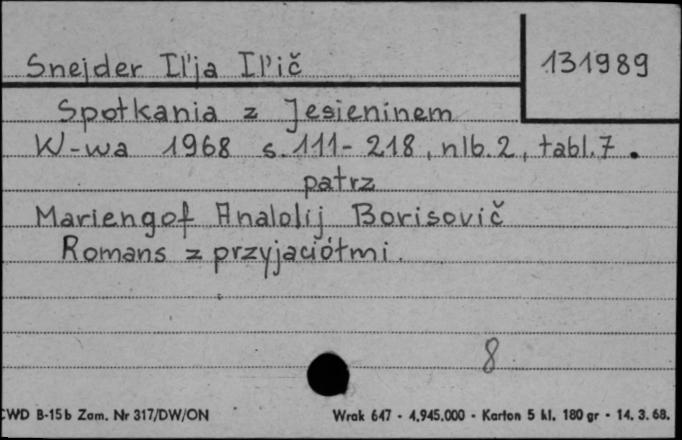 Snejder Il'ja Il'ič
131989
Spotkania z Jesieninem
W-wa 1968 s. 111-218, nlb. 2, tabl. 7.
patrz
Mariengof Analolij Borisovič
Romans z przyjaciółmi.
8
CWD B-15b Zam. Nr 317/DW/ON
Wrak 647 - 4.945.000 - Karton 5 kl. 180 gr - 14. 3. 68.